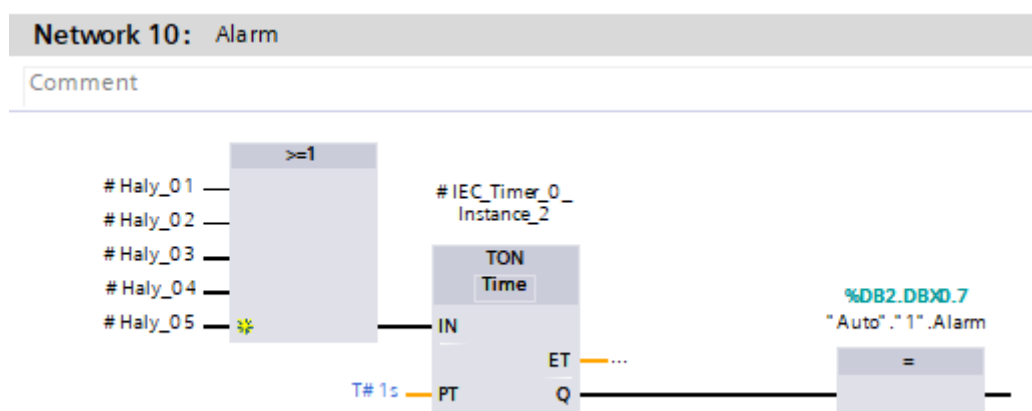 Network 10: Alarm
Comment
>=1
#Haly_01
#Haly_02
#Haly_03
#Haly_04
#Haly_05
#IEC_Timer_0_
Instance_2
TON
Time
IN
ET ...
T#1s PT Q
%DB2.DBX0.7
"Auto"."1".Alarm
=